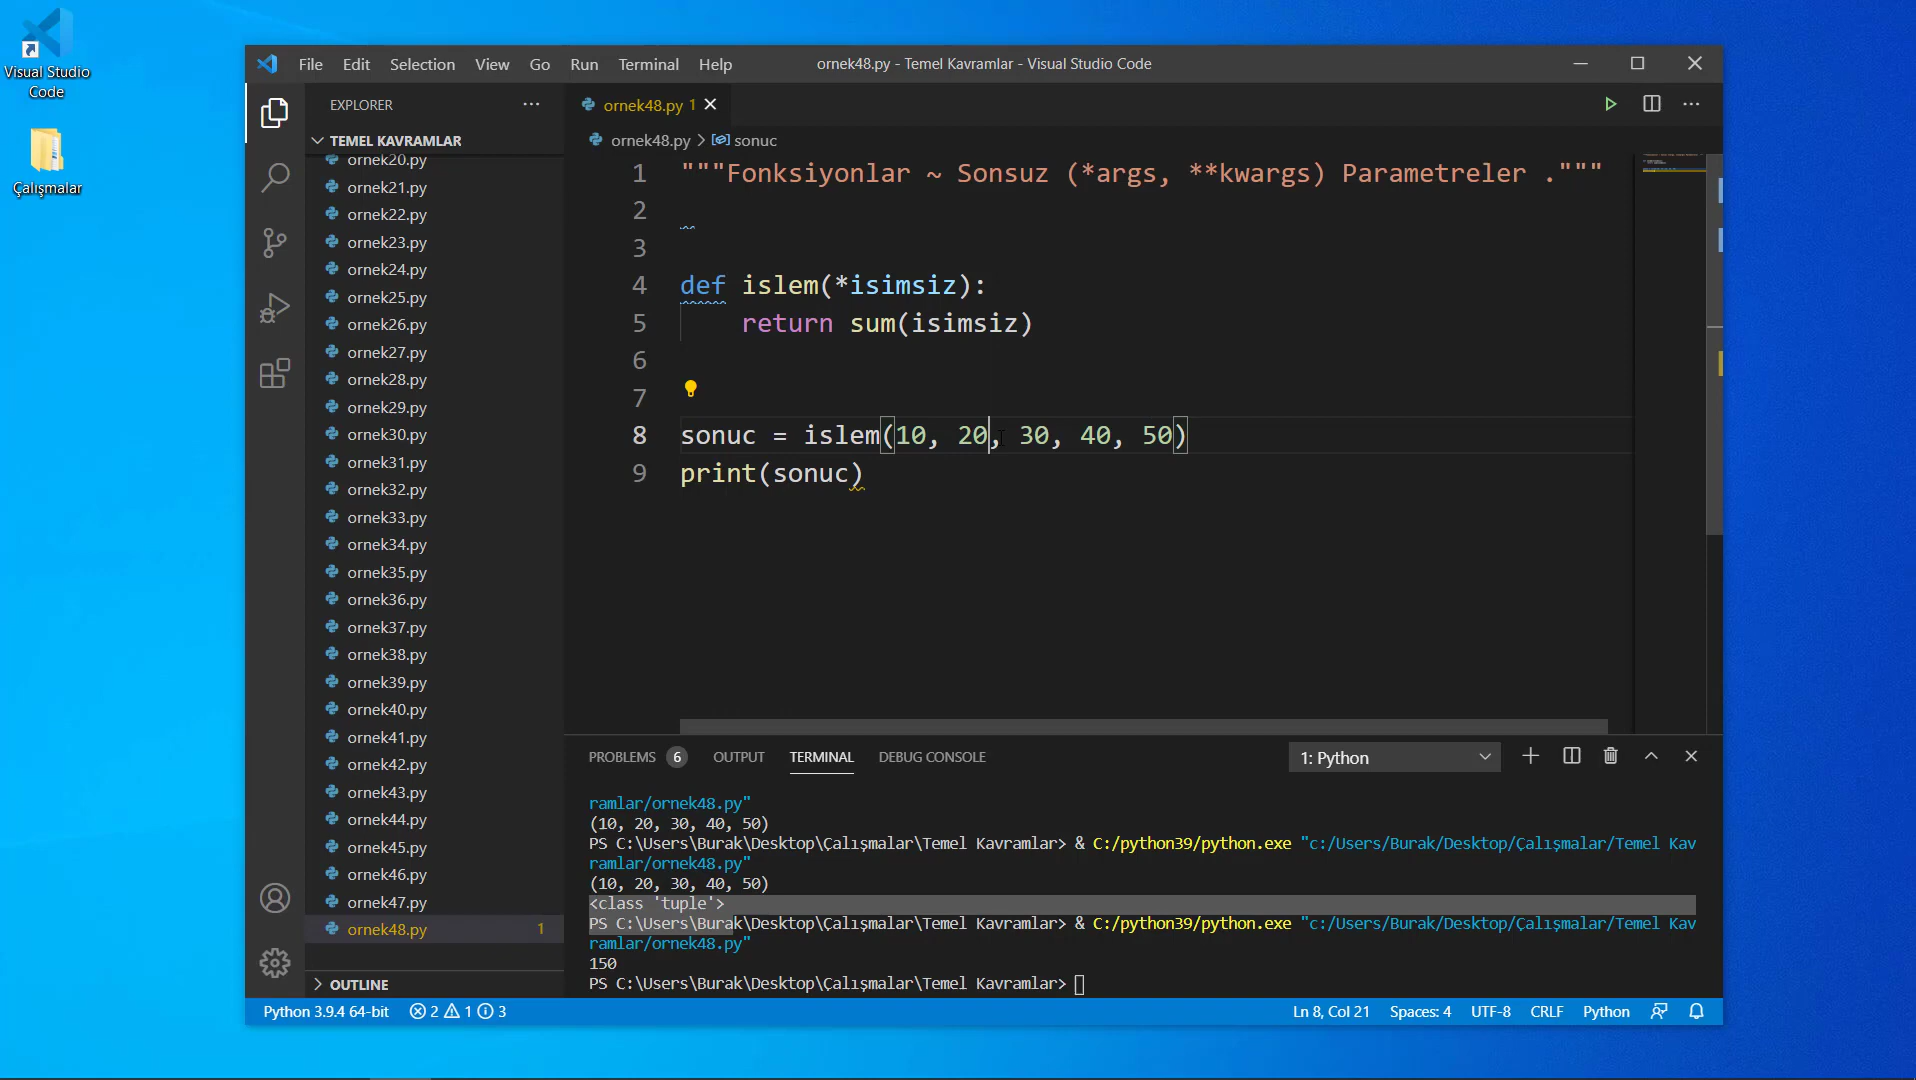 Visual Studio
Code
Çalışmalar
File Edit Selection View Go Run Terminal Help
ornek48.py - Temel Kavramlar - Visual Studio Code
EXPLORER
TEMEL KAVRAMLAR
ornek20.py
ornek21.py
ornek22.py
ornek23.py
ornek24.py
ornek25.py
ornek26.py
ornek27.py
ornek28.py
ornek29.py
ornek30.py
ornek31.py
ornek32.py
ornek33.py
ornek34.py
ornek35.py
ornek36.py
ornek37.py
ornek38.py
ornek39.py
ornek40.py
ornek41.py
ornek42.py
ornek43.py
ornek44.py
ornek45.py
ornek46.py
ornek47.py
ornek48.py 1
OUTLINE
ornek48.py 1
ornek48.py > sonuc
1 """Fonksiyonlar ~ Sonsuz (*args, **kwargs) Parametreler ."""
2
3
4 def islem(*isimsiz):
5 return sum(isimsiz)
6
7
8 sonuc = islem(10, 20, 30, 40, 50)
9 print(sonuc)
PROBLEMS 6 OUTPUT TERMINAL DEBUG CONSOLE
1: Python
ramlar/ornek48.py"
(10, 20, 30, 40, 50)
PS C:\Users\Burak\Desktop\Çalışmalar\Temel Kavramlar> & C:/python39/python.exe "c:/Users/Burak/Desktop/Çalışmalar/Temel Kav
ramlar/ornek48.py"
(10, 20, 30, 40, 50)
<class 'tuple'>
PS C:\Users\Burak\Desktop\Çalışmalar\Temel Kavramlar> & C:/python39/python.exe "c:/Users/Burak/Desktop/Çalışmalar/Temel Kav
ramlar/ornek48.py"
150
PS C:\Users\Burak\Desktop\Çalışmalar\Temel Kavramlar>
Python 3.9.4 64-bit 2 1 3
Ln 8, Col 21 Spaces: 4 UTF-8 CRLF Python